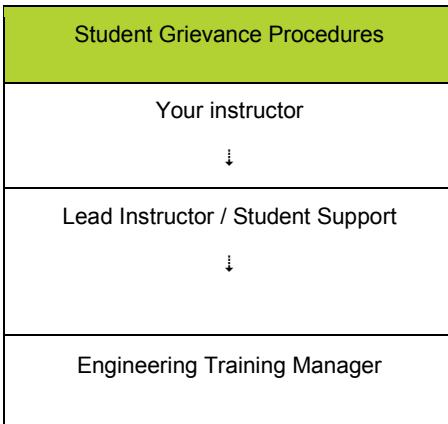 Student Grievance Procedures
Your instructor
⇣
Lead Instructor / Student Support
⇣
Engineering Training Manager